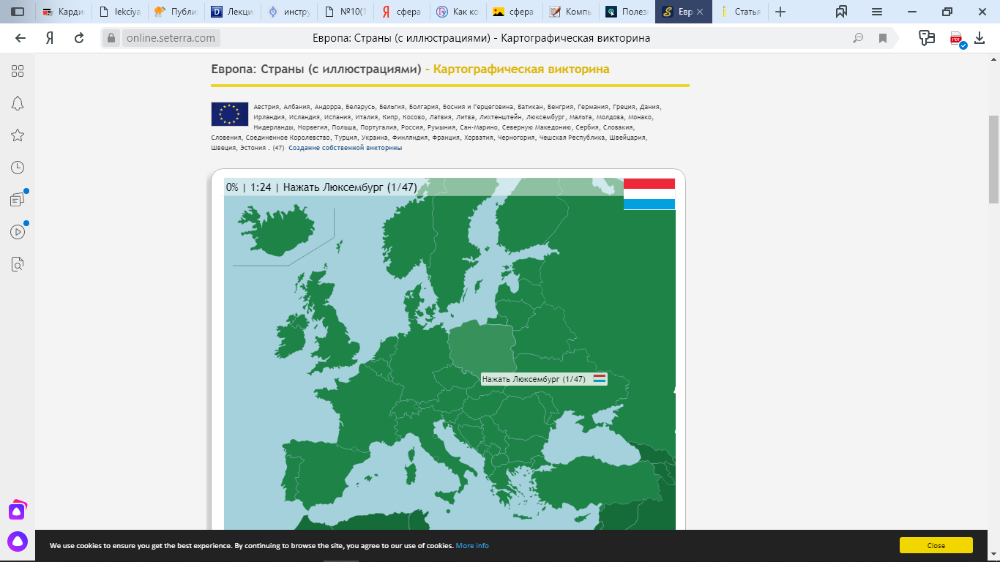 Карди
lekciya
Публи
Лекци
инстру
№10(1
сфера
Как ко
сфера
Компь
Полез
Евр
Статья
online.seterra.com
Европа: Страны (с иллюстрациями) - Картографическая викторина
Европа: Страны (с иллюстрациями) - Картографическая викторина
Австрия, Албания, Андорра, Беларусь, Бельгия, Болгария, Босния и Герцеговина, Ватикан, Венгрия, Германия, Греция, Дания,
Ирландия, Исландия, Испания, Италия, Кипр, Косово, Латвия, Литва, Лихтенштейн, Люксембург, Мальта, Молдова, Монако,
Нидерланды, Норвегия, Польша, Португалия, Россия, Румыния, Сан-Марино, Северную Македонию, Сербия, Словакия,
Словения, Соединенное Королевство, Турция, Украина, Финляндия, Франция, Хорватия, Черногория, Чешская Республика, Швейцария,
Швеция, Эстония . (47) Создание собственной викторины
0% | 1:24 | Нажать Люксембург (1/47)
Нажать Люксембург (1/47)
We use cookies to ensure you get the best experience. By continuing to browse the site, you agree to our use of cookies. More info
Close